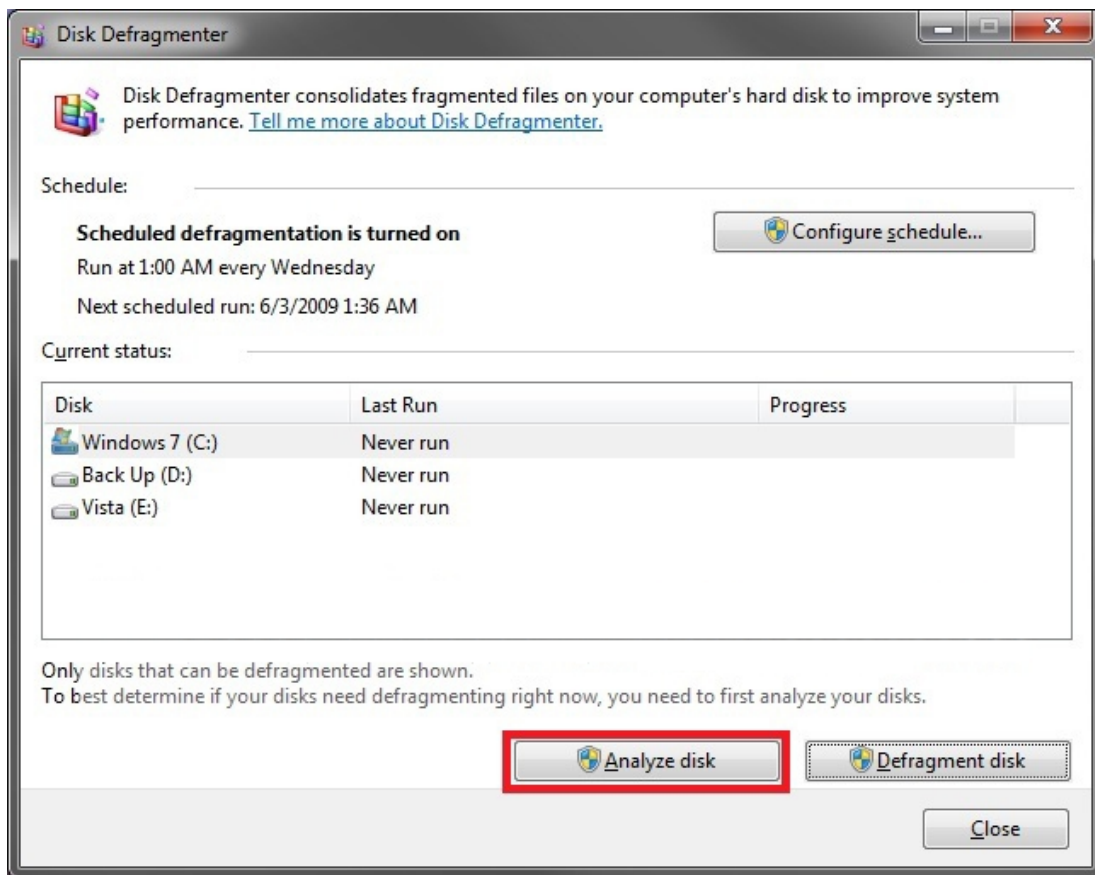 Disk Defragmenter
Disk Defragmenter consolidates fragmented files on your computer's hard disk to improve system
performance. Tell me more about Disk Defragmenter.
Schedule:
Scheduled defragmentation is turned on
Configure schedule...
Run at 1:00 AM every Wednesday
Next scheduled run: 6/3/2009 1:36 AM
Current status:
Disk Last Run Progress
Windows 7 (C:) Never run
Back Up (D:) Never run
Vista (E:) Never run
Only disks that can be defragmented are shown.
To best determine if your disks need defragmenting right now, you need to first analyze your disks.
Analyze disk Defragment disk
Close